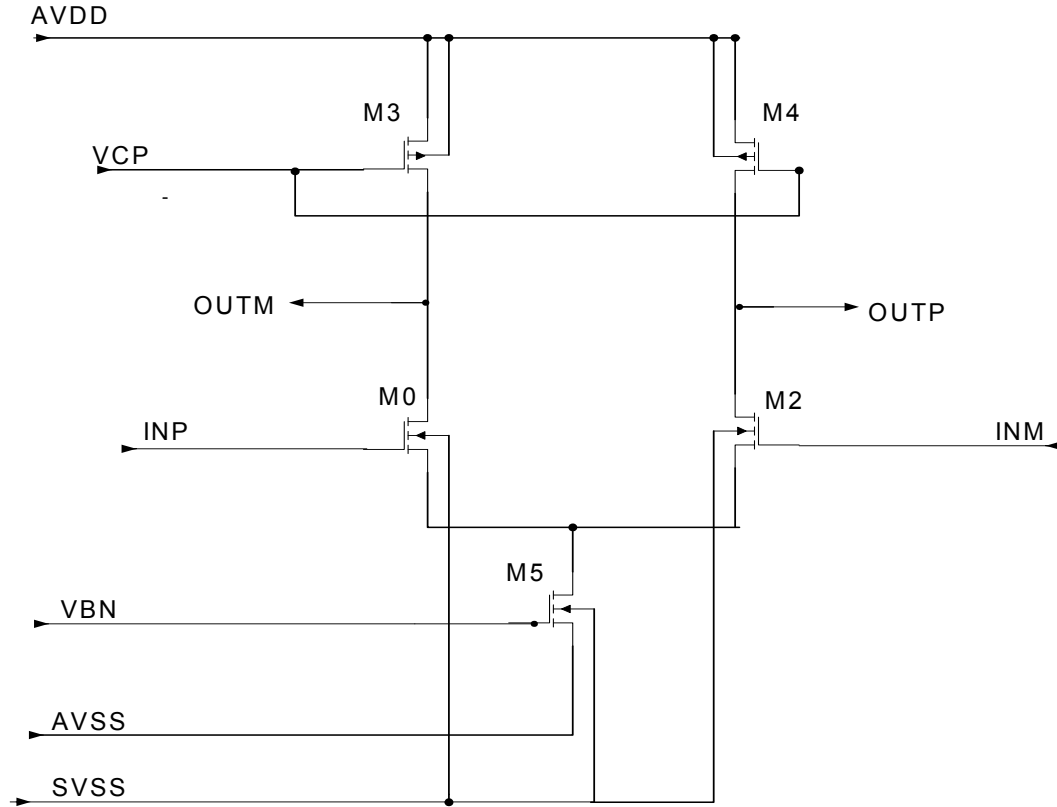 AVDD
M3
M4
VCP
-
OUTM
OUTP
M0
M2
INP
INM
M5
VBN
AVSS
SVSS